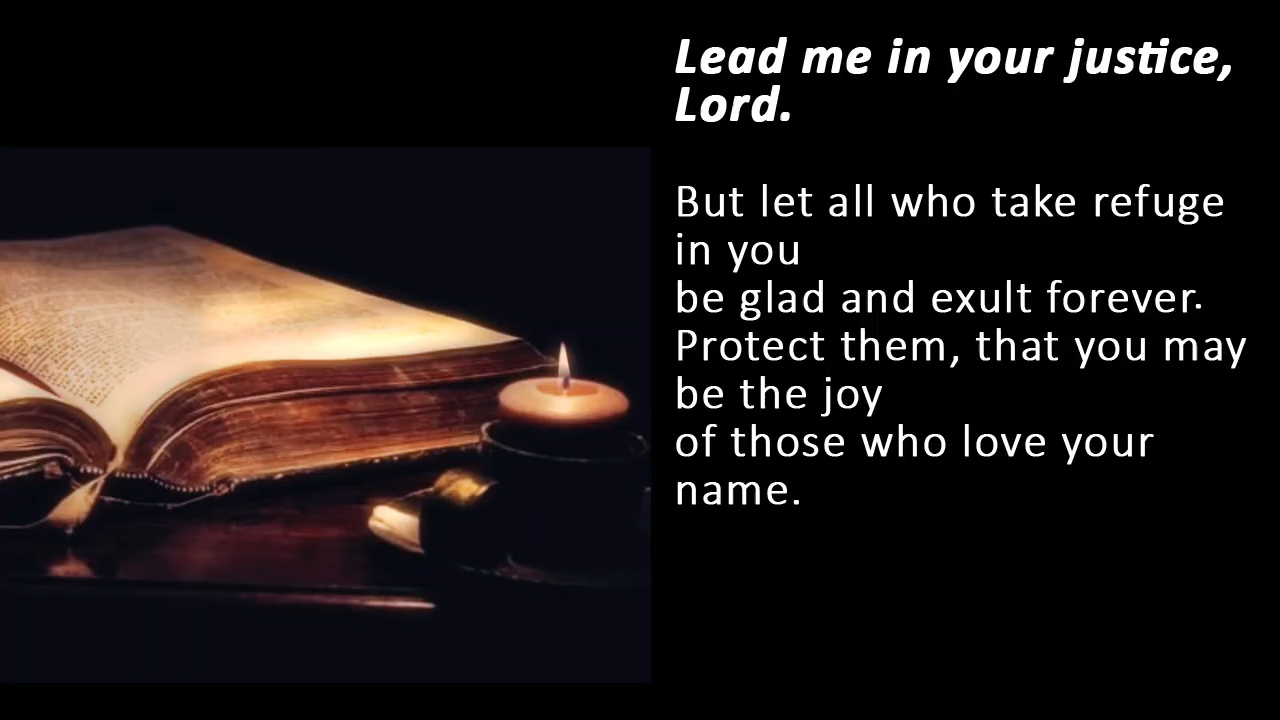 Lead me in your justice,
Lord.
But let all who take refuge
in you
be glad and exult forever.
Protect them, that you may
be the joy
of those who love your
name.